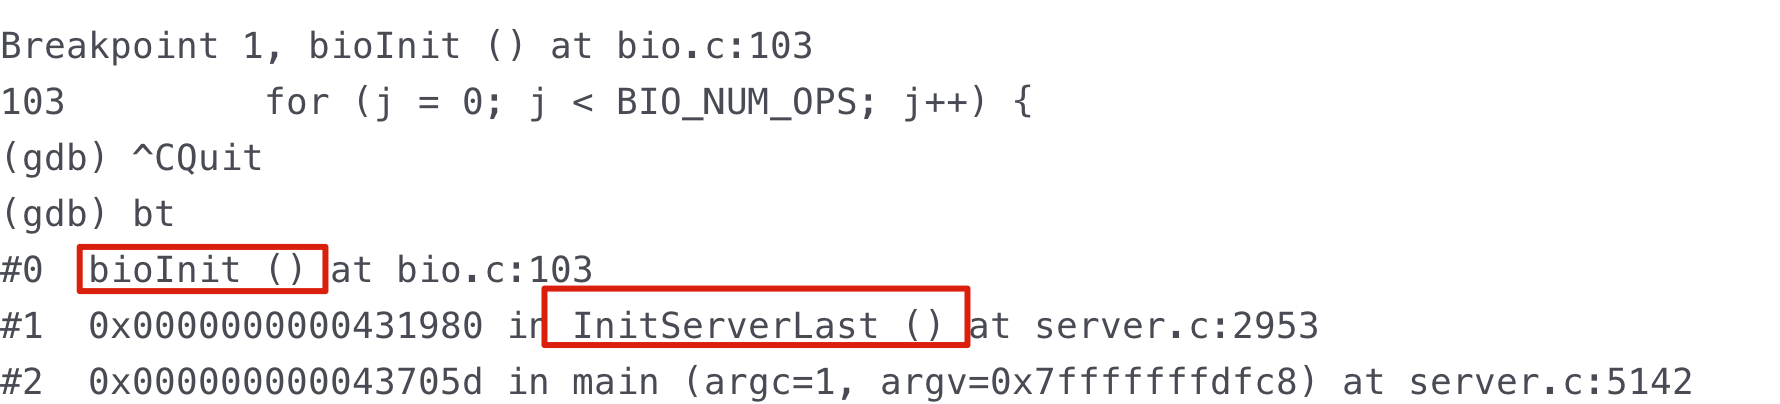 Breakpoint 1, bioInit () at bio.c:103
103         for (j = 0; j < BIO_NUM_OPS; j++) {
(gdb) ^CQuit
(gdb) bt
#0  bioInit () at bio.c:103
#1  0x0000000000431980 in InitServerLast () at server.c:2953
#2  0x000000000043705d in main (argc=1, argv=0x7fffffffdfc8) at server.c:5142